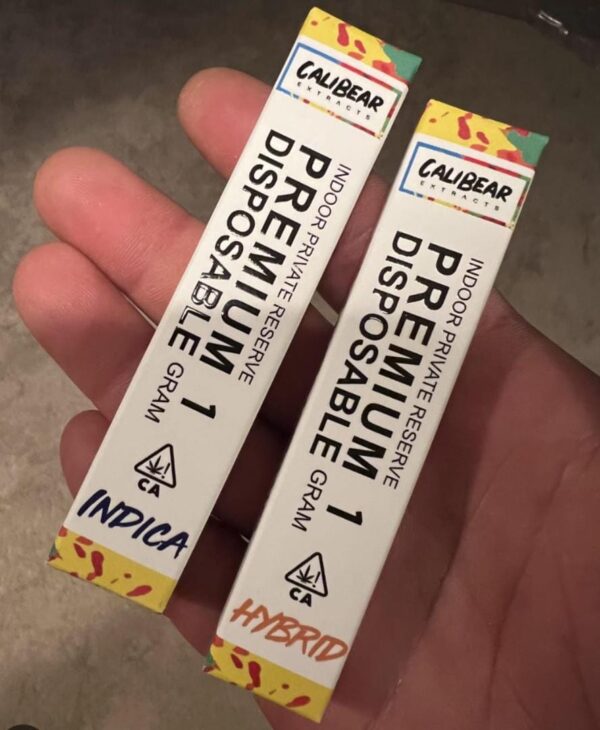 CALIBEAR
EXTRACTS
INDOOR PRIVATE RESERVE
PREMIUM 1
DISPOSABLE GRAM
CA
INDICA
CALIBEAR
EXTRACTS
INDOOR PRIVATE RESERVE
PREMIUM 1
DISPOSABLE GRAM
CA
HYBRID